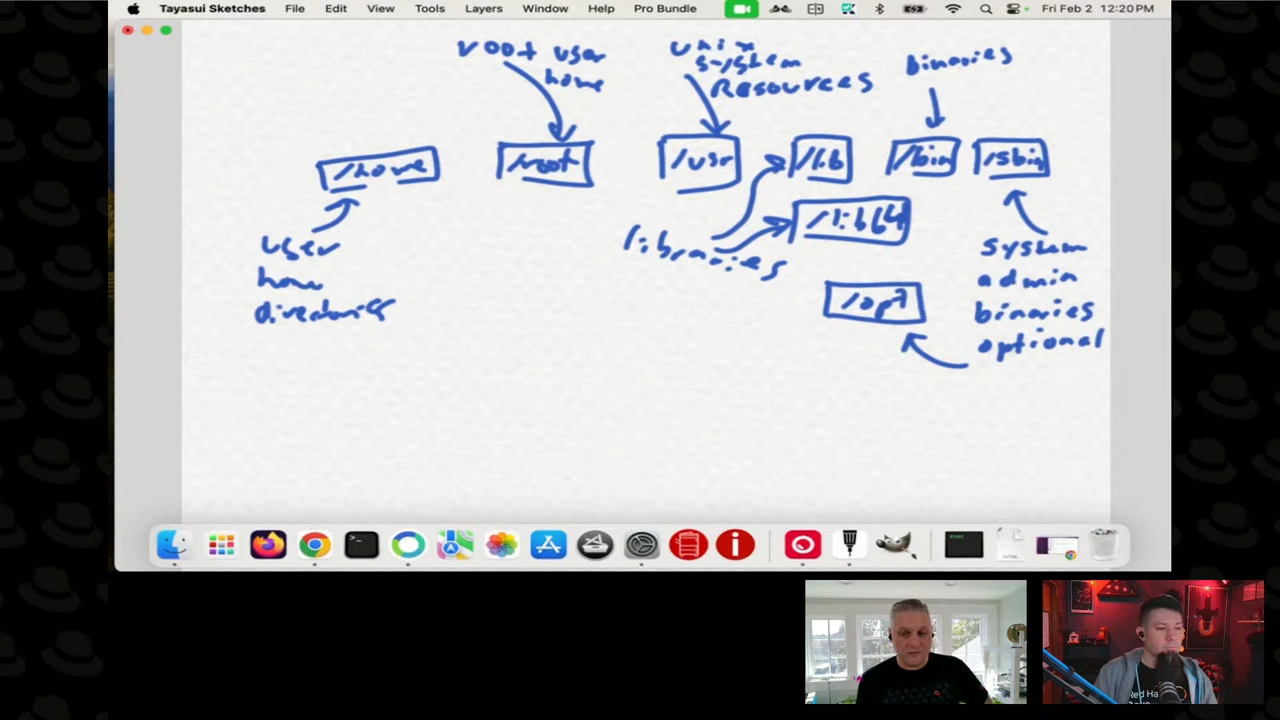 Tayasui Sketches File Edit View Tools Layers Window Help Pro Bundle Fri Feb 2 12:20 PM
root user
home
unix
system
Resources
binaries
/home
/root
/usr
/lib
/bin
/sbin
/lib64
libraries
user
home
directories
/opt
system
admin
binaries
optional
Red Ha